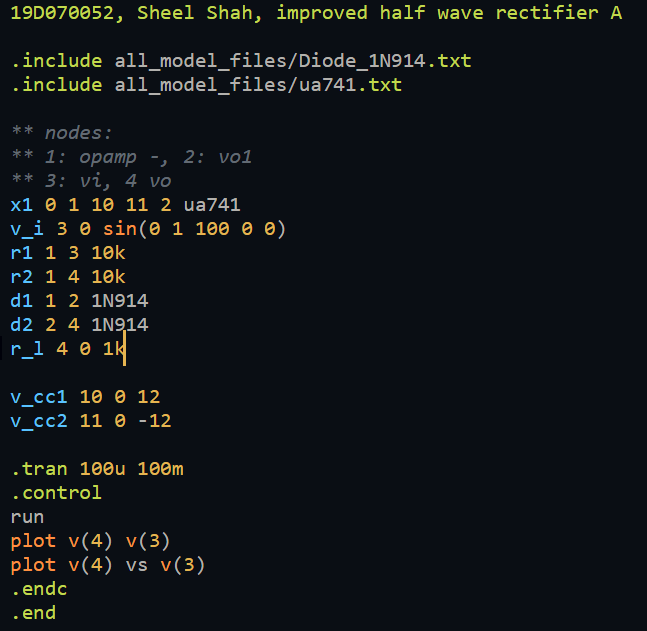 19D070052, Sheel Shah, improved half wave rectifier A
.include all_model_files/Diode_1N914.txt
.include all_model_files/ua741.txt
** nodes:
** 1: opamp -, 2: vo1
** 3: vi, 4 vo
x1 0 1 10 11 2 ua741
v_i 3 0 sin(0 1 100 0 0)
r1 1 3 10k
r2 1 4 10k
d1 1 2 1N914
d2 2 4 1N914
r_l 4 0 1k
v_cc1 10 0 12
v_cc2 11 0 -12
.tran 100u 100m
.control
run
plot v(4) v(3)
plot v(4) vs v(3)
.endc
.end